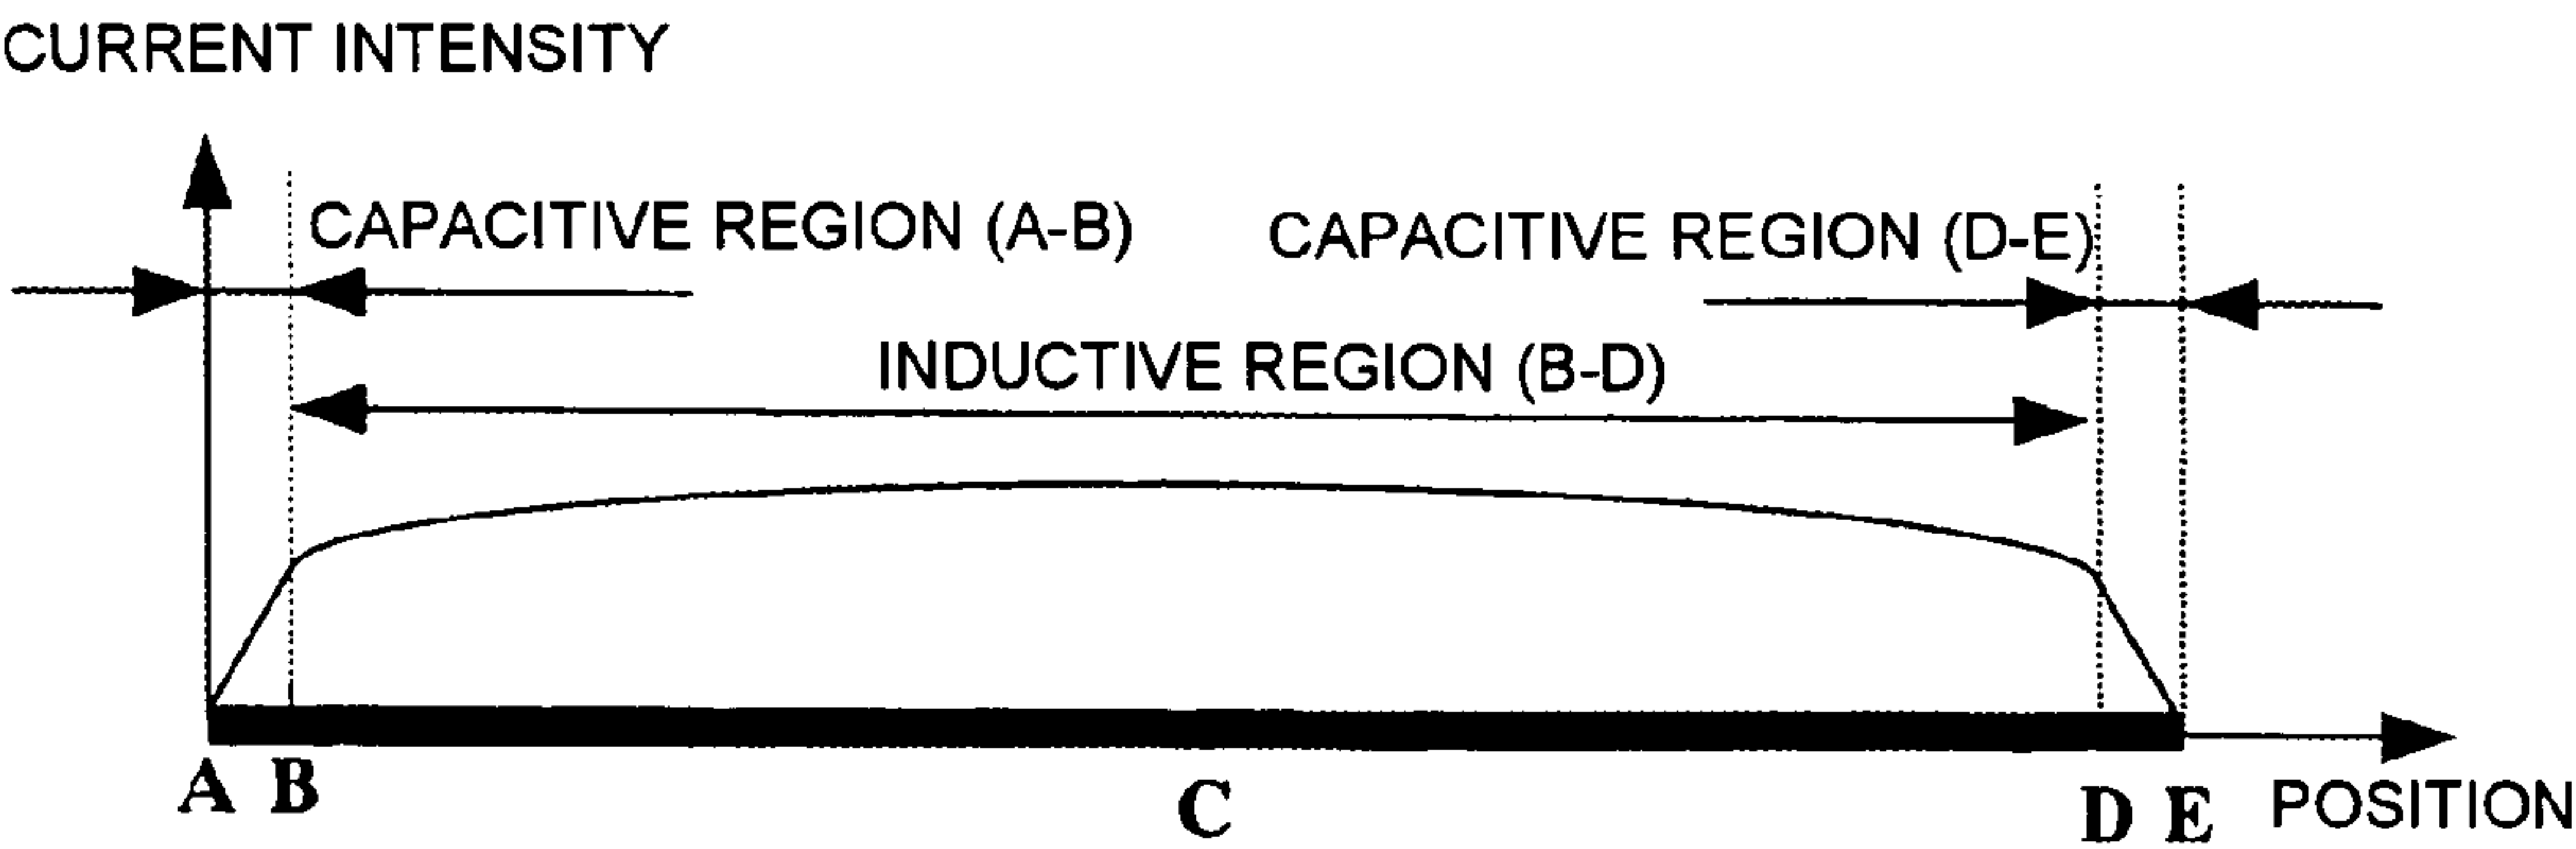 CURRENT INTENSITY
CAPACITIVE REGION (A-B)
CAPACITIVE REGION (D-E)
INDUCTIVE REGION (B-D)
A B C D E
POSITION